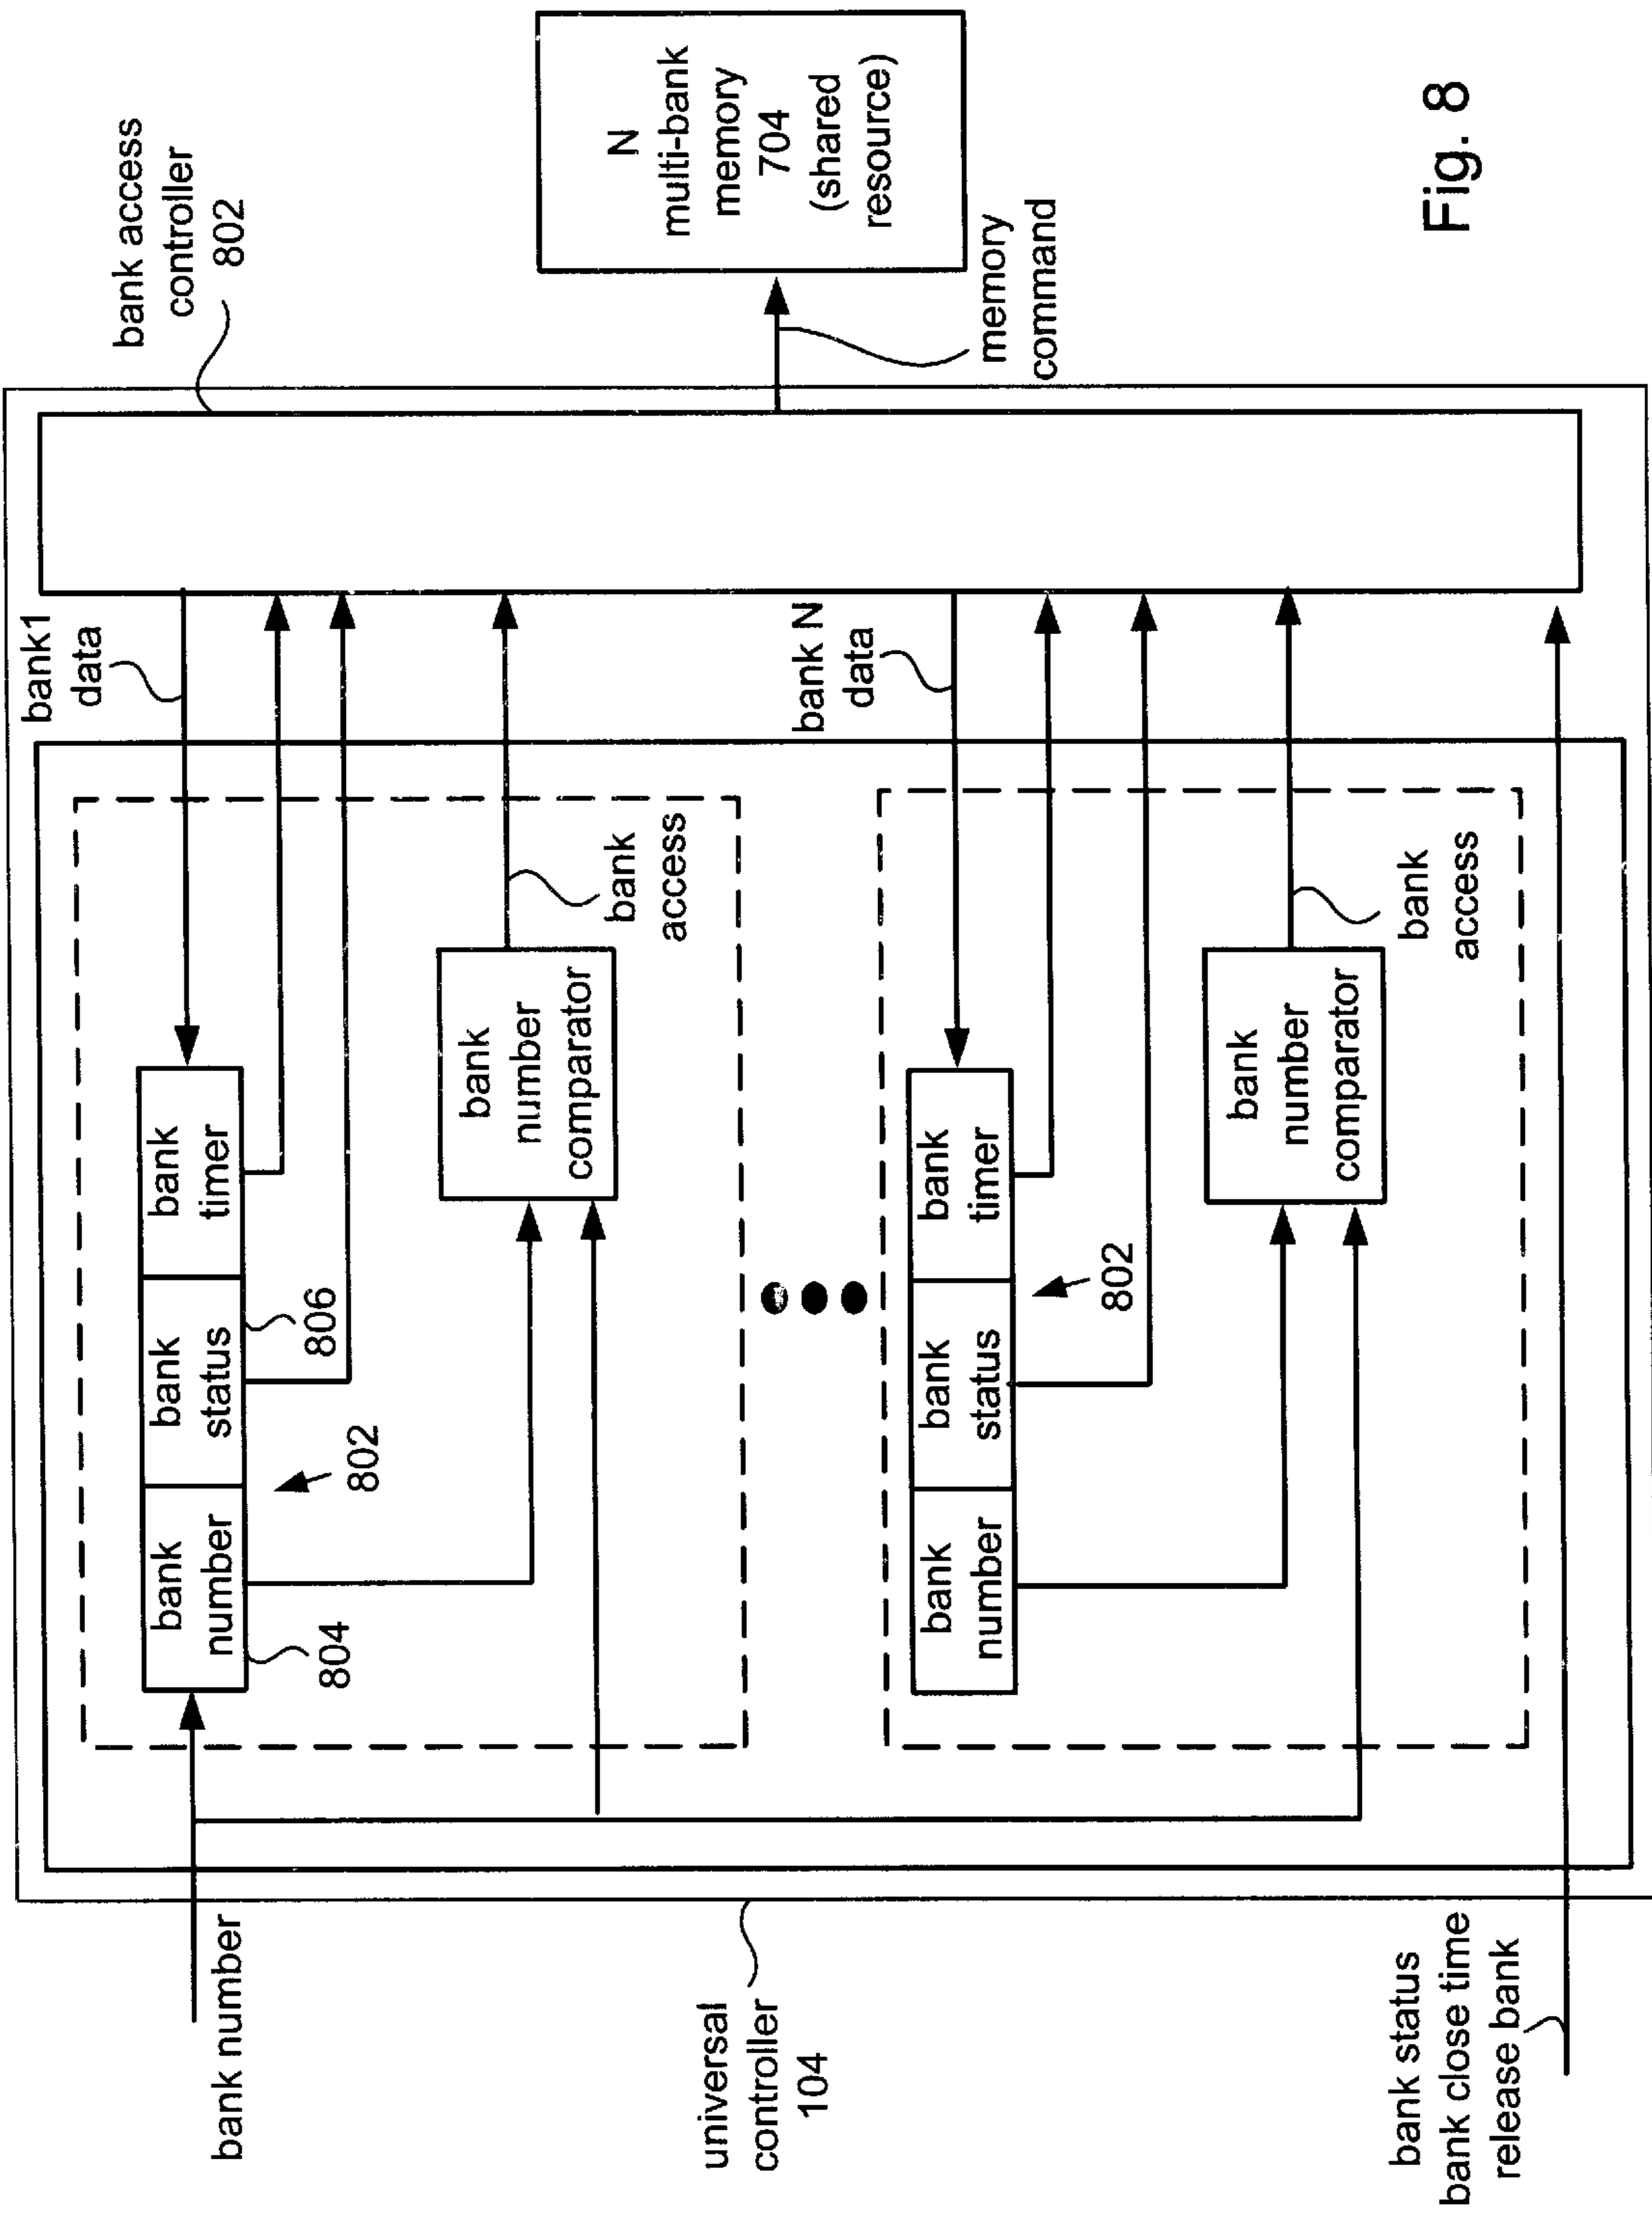 bank number
universal
controller
104
bank status
bank close time
release bank
bank
number
804
bank
status
806
bank
timer
802
bank
number
comparator
bank
access
bank1
data
bank
number
bank
status
bank
timer
802
bank
number
comparator
bank
access
bank N
data
bank access
controller
802
memory
command
N
multi-bank
memory
704
(shared
resource)
Fig. 8